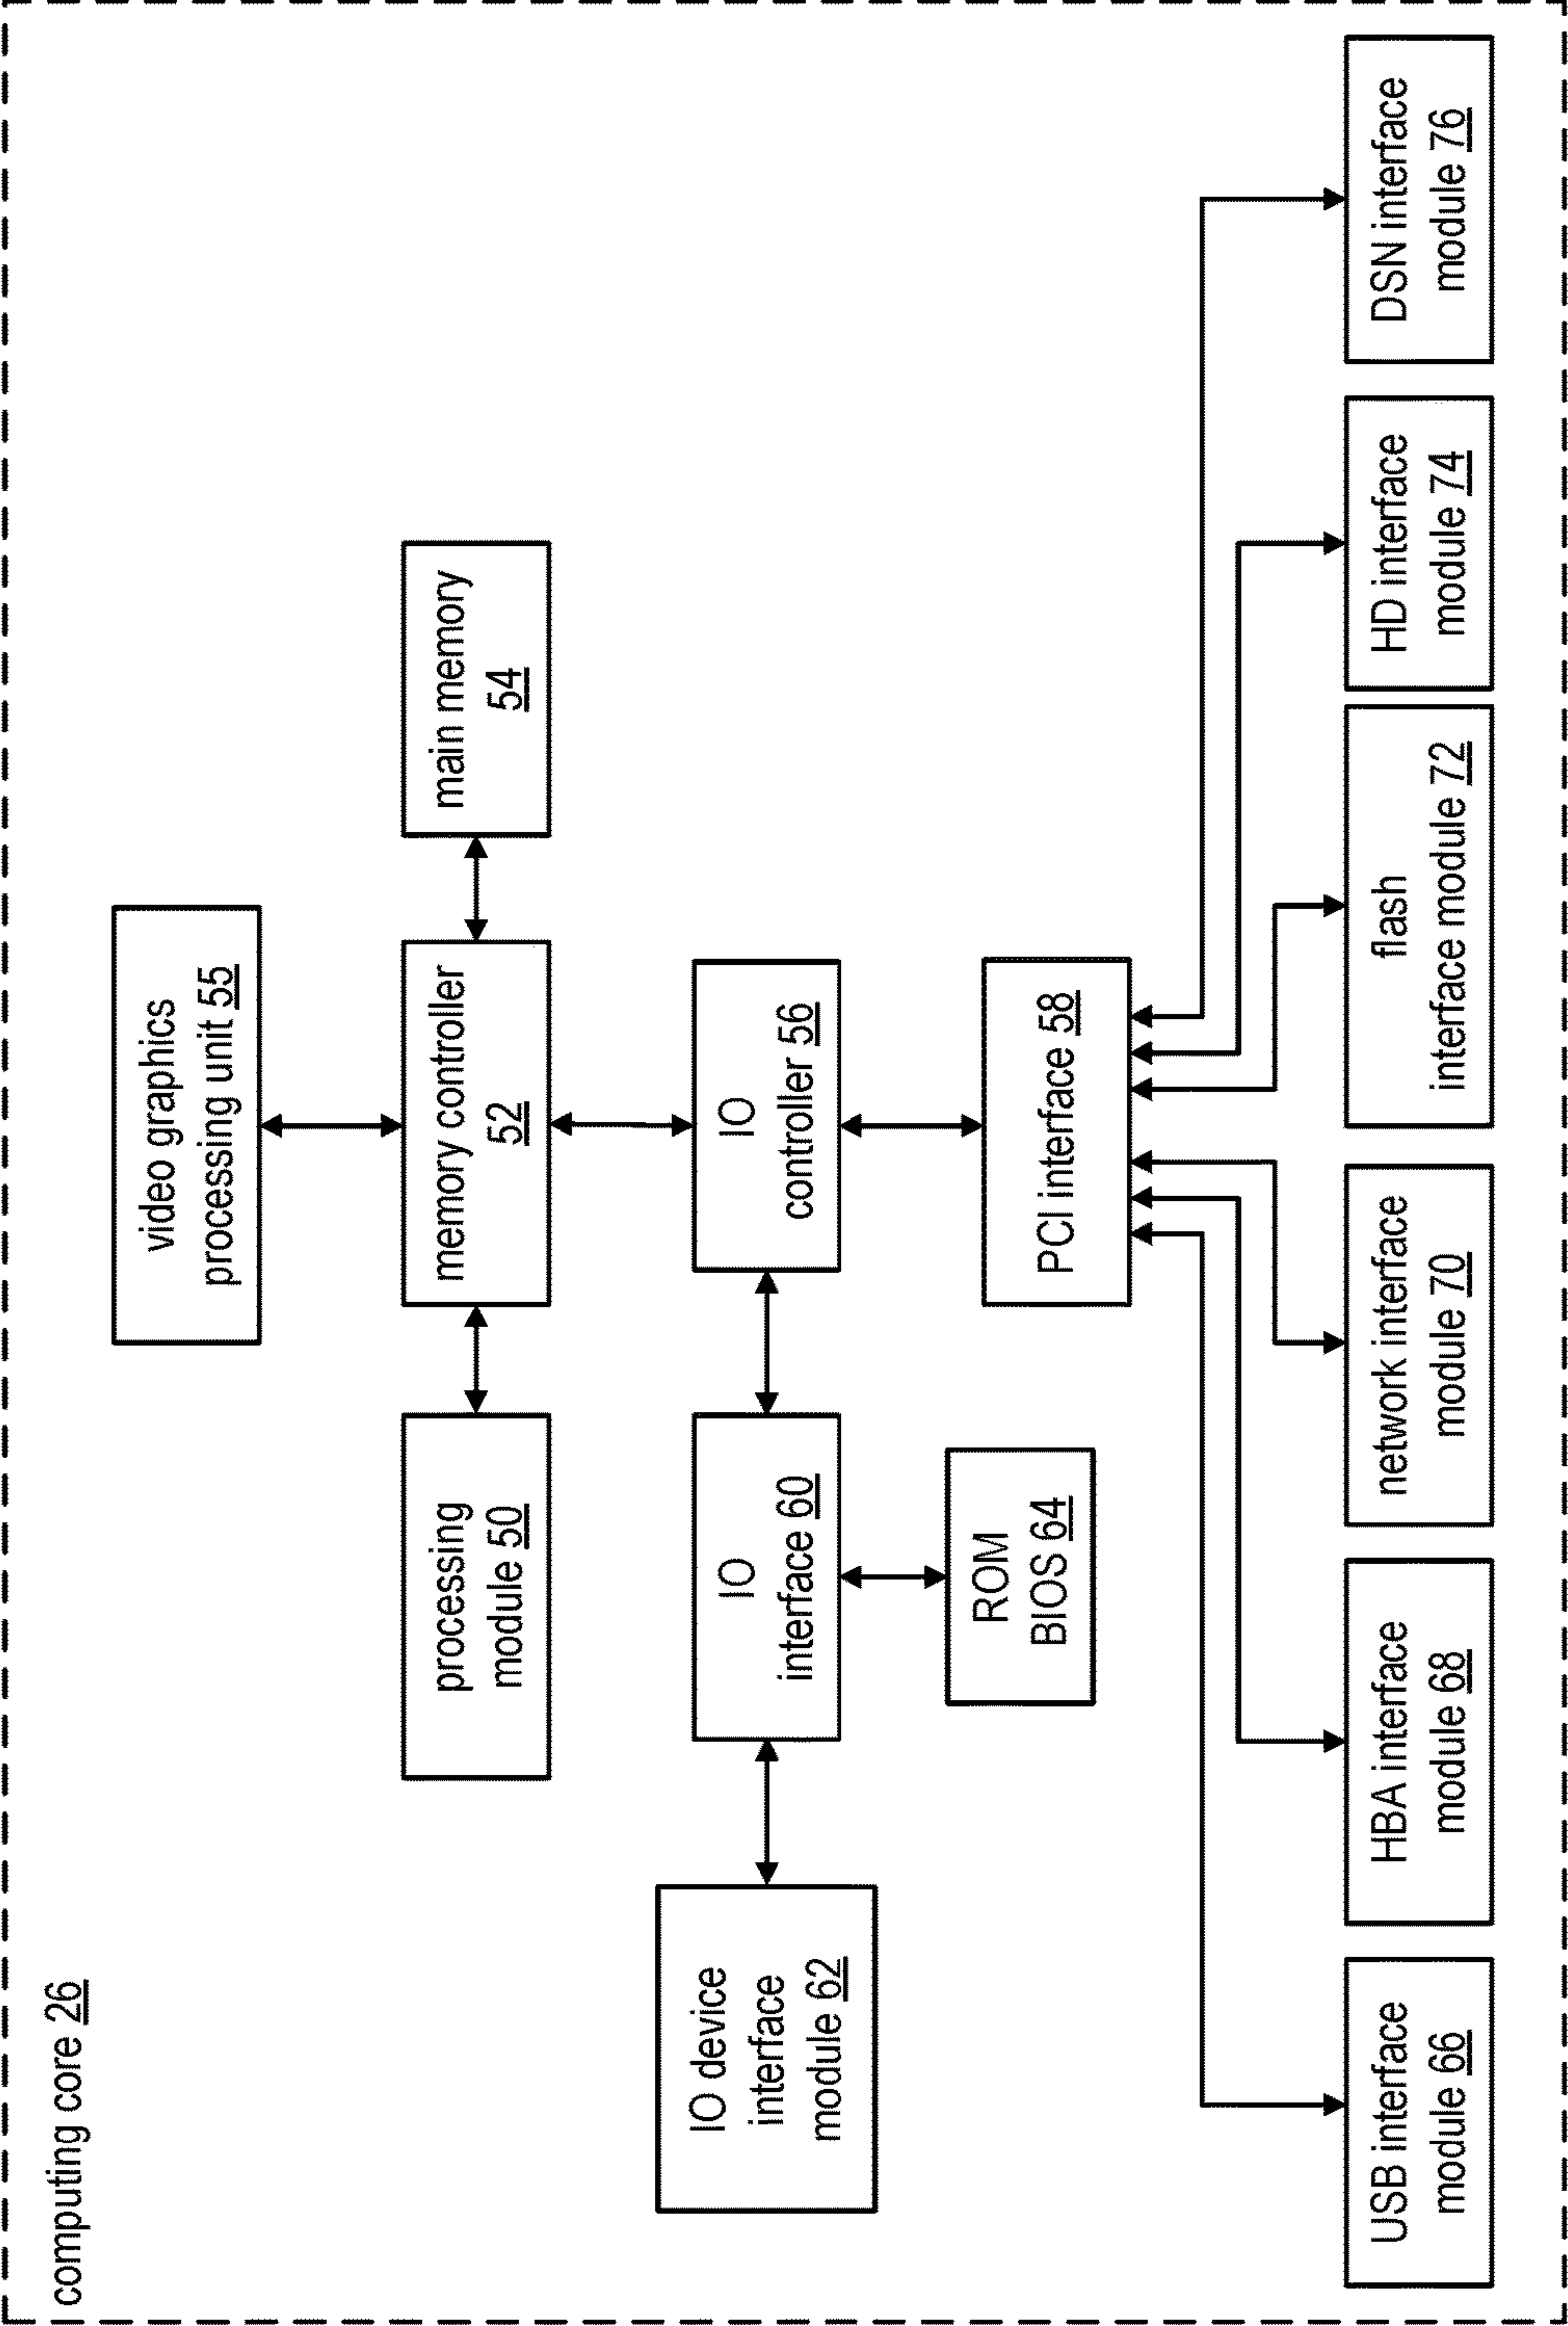 computing core 26
video graphics
processing unit 55
processing
module 50
memory controller
52
main memory
54
IO device
interface
module 62
IO
interface 60
IO
controller 56
ROM
BIOS 64
PCI interface 58
USB interface
module 66
HBA interface
module 68
network interface
module 70
flash
interface module 72
HD interface
module 74
DSN interface
module 76